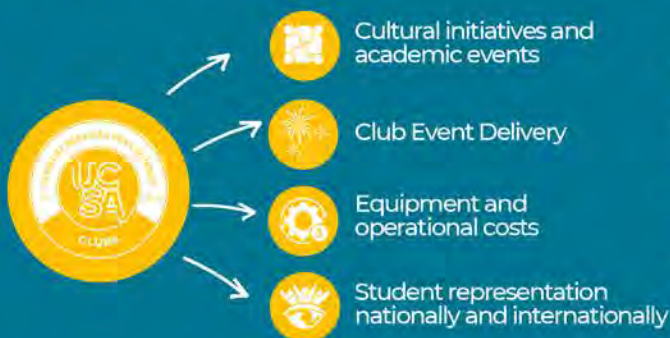 UC
SA
CLUBS
Cultural initiatives and
academic events
Club Event Delivery
Equipment and
operational costs
Student representation
nationally and internationally